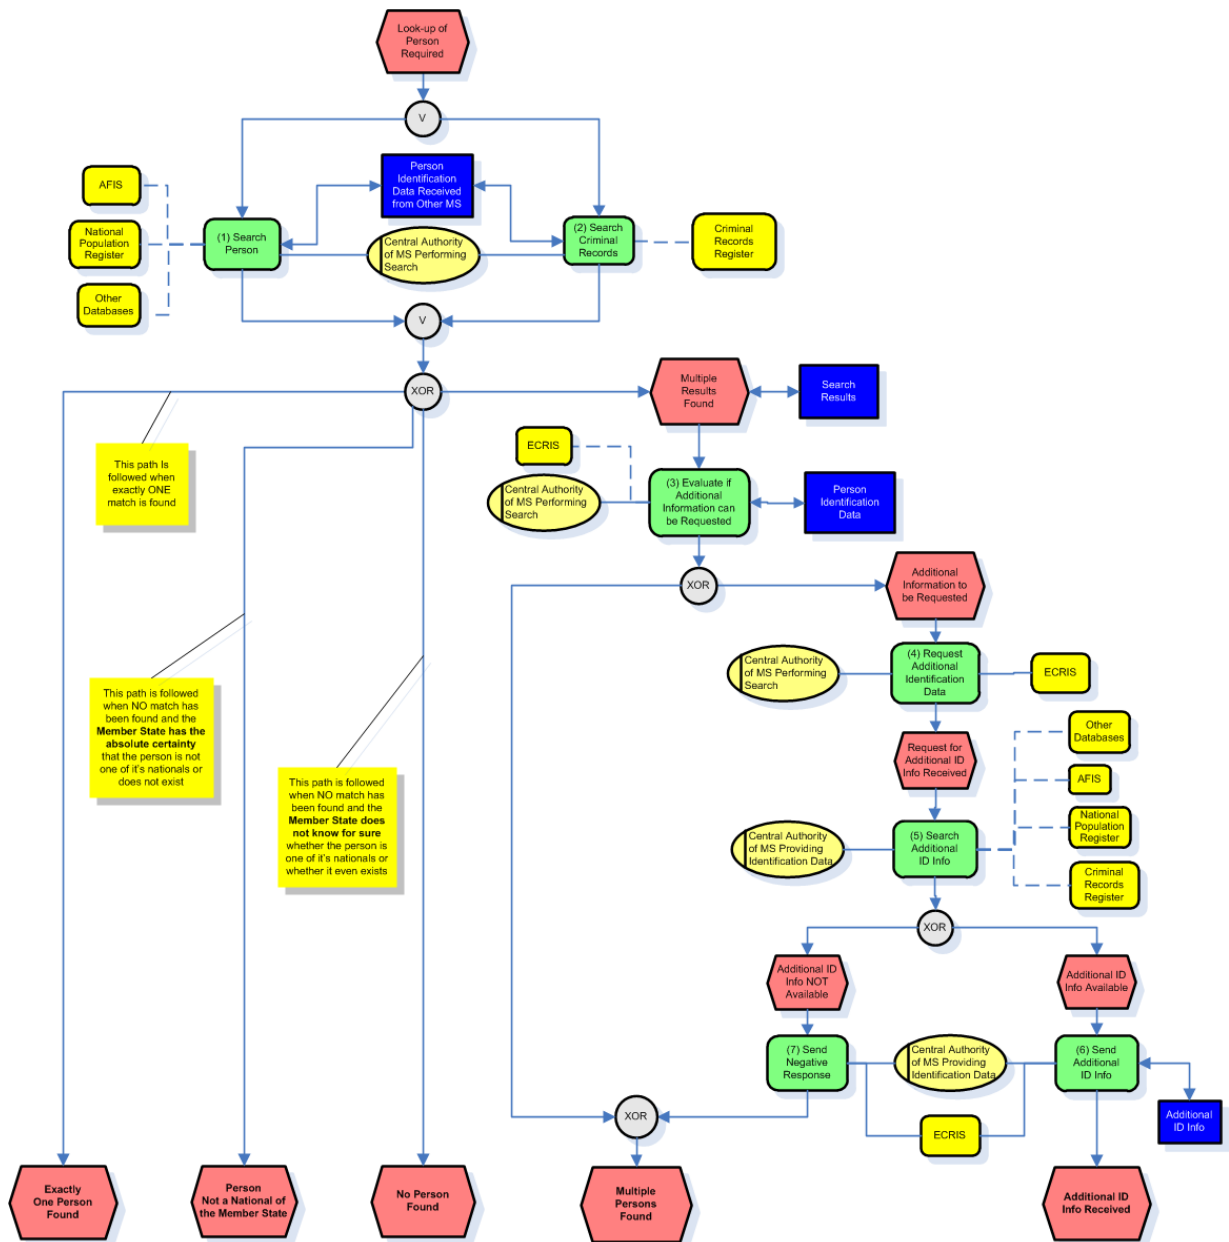 Look-up of
Person
Required
V
AFIS
National
Population
Register
Other
Databases
(1) Search
Person
Person
Identification
Data Received
from Other MS
Central Authority
of MS Performing
Search
(2) Search
Criminal
Records
Criminal
Records
Register
V
XOR
Multiple
Results
Found
Search
Results
This path Is
followed when
exactly ONE
match is found
ECRIS
Central Authority
of MS Performing
Search
(3) Evaluate if
Additional
Information can
be Requested
Person
Identification
Data
XOR
Additional
Information to
be Requested
Central Authority
of MS Performing
Search
(4) Request
Additional
Identification
Data
ECRIS
This path is followed
when NO match has
been found and the
Member State has the
absolute certainty
that the person is not
one of it's nationals or
does not exist
This path is followed
when NO match has
been found and the
Member State does
not know for sure
whether the person is
one of it's nationals or
whether it even exists
Request for
Additional ID
Info Received
Other
Databases
AFIS
National
Population
Register
Criminal
Records
Register
Central Authority
of MS Providing
Identification Data
(5) Search
Additional
ID Info
XOR
Additional ID
Info NOT
Available
Additional ID
Info Available
(7) Send
Negative
Response
Central Authority
of MS Providing
Identification Data
(6) Send
Additional
ID Info
ECRIS
Additional
ID Info
XOR
Exactly
One Person
Found
Person
Not a National of
the Member State
No Person
Found
Multiple
Persons
Found
Additional ID
Info Received